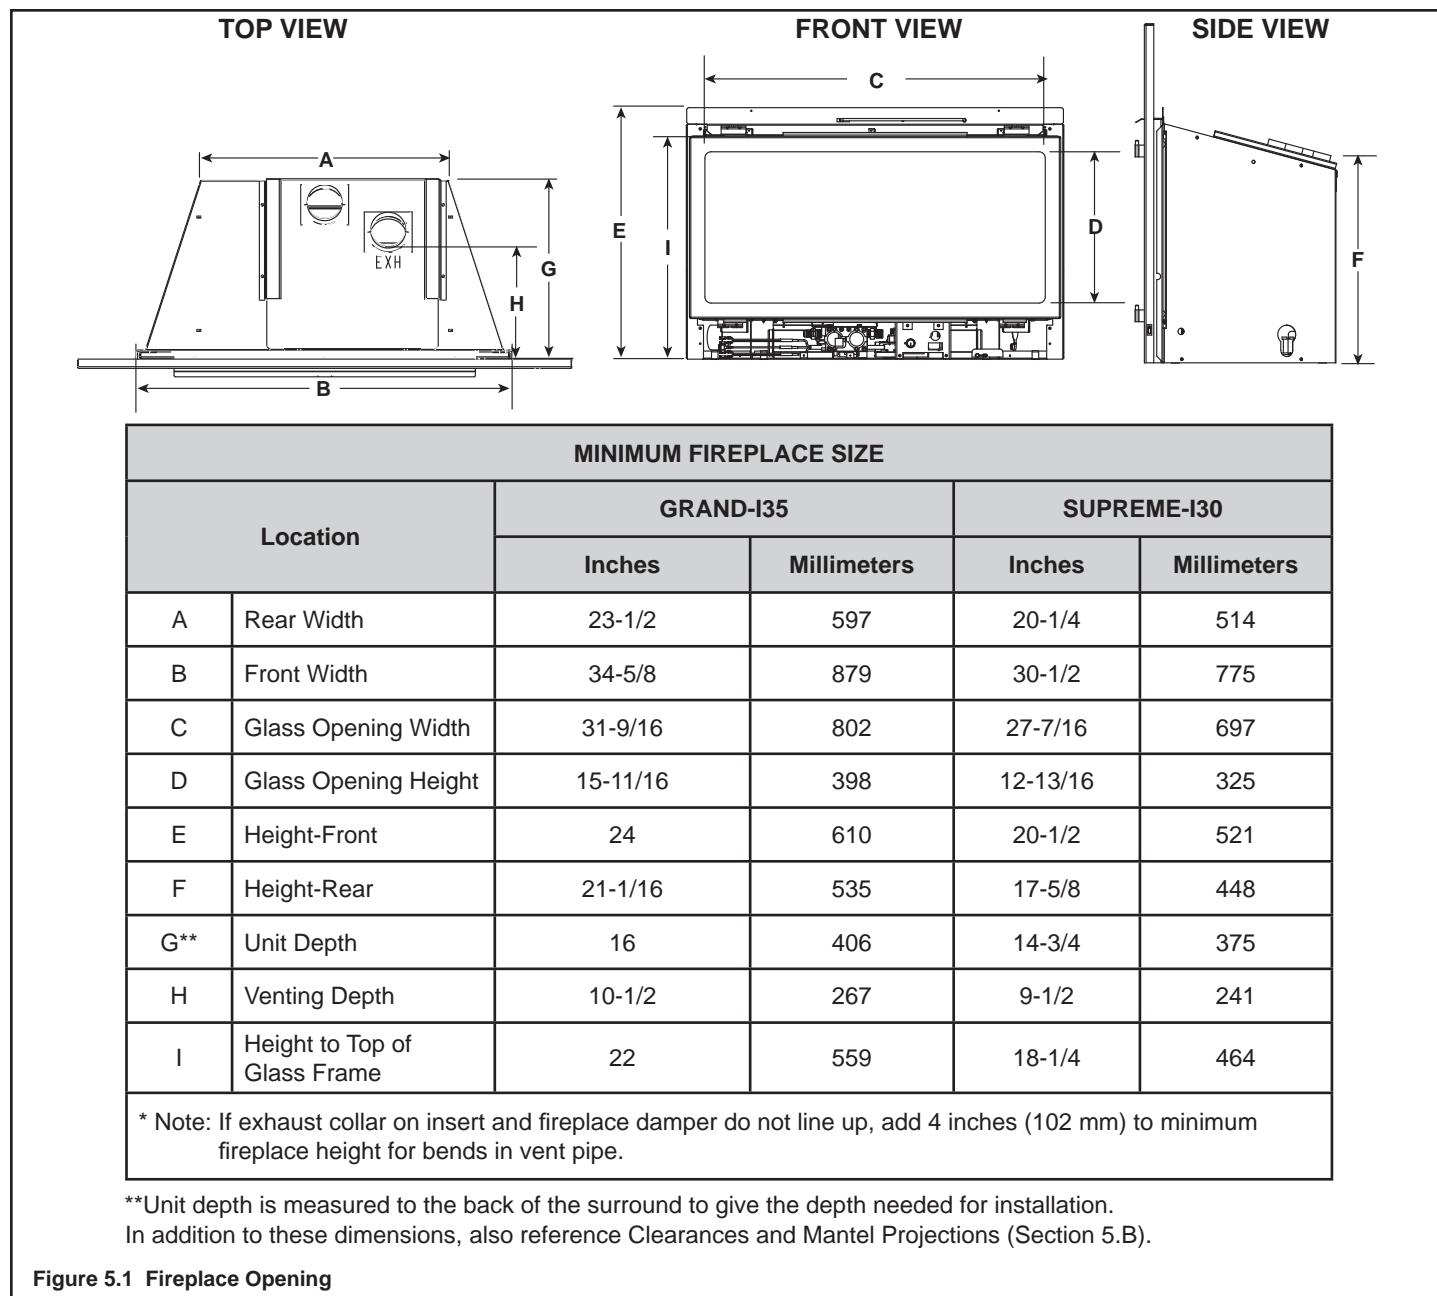 TOP VIEW
FRONT VIEW
SIDE VIEW
A
EXH
G
H
B
C
E
I
D
F
MINIMUM FIREPLACE SIZE
Location GRAND-I35 SUPREME-I30
Inches Millimeters Inches Millimeters
A Rear Width 23-1/2 597 20-1/4 514
B Front Width 34-5/8 879 30-1/2 775
C Glass Opening Width 31-9/16 802 27-7/16 697
D Glass Opening Height 15-11/16 398 12-13/16 325
E Height-Front 24 610 20-1/2 521
F Height-Rear 21-1/16 535 17-5/8 448
G** Unit Depth 16 406 14-3/4 375
H Venting Depth 10-1/2 267 9-1/2 241
I Height to Top of
Glass Frame 22 559 18-1/4 464
* Note: If exhaust collar on insert and fireplace damper do not line up, add 4 inches (102 mm) to minimum
fireplace height for bends in vent pipe.
**Unit depth is measured to the back of the surround to give the depth needed for installation.
In addition to these dimensions, also reference Clearances and Mantel Projections (Section 5.B).
Figure 5.1 Fireplace Opening